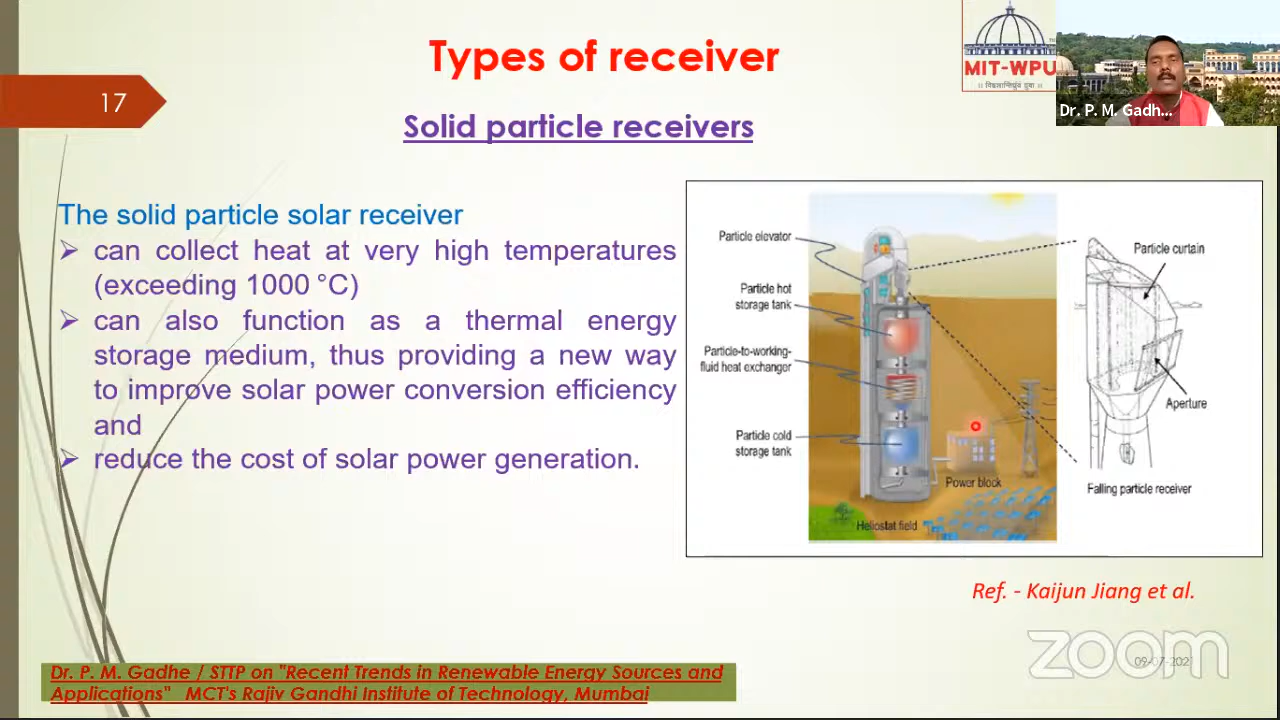 Types of receiver
MIT-WPU
Dr. P. M. Gadh...
17
Solid particle receivers
The solid particle solar receiver
can collect heat at very high temperatures
(exceeding 1000 °C)
can also function as a thermal energy
storage medium, thus providing a new way
to improve solar power conversion efficiency
and
reduce the cost of solar power generation.
Particle elevator
Particle hot
storage tank
Particle-to-working-
fluid heat exchanger
Particle cold
storage tank
Power block
Heliostat field
Particle curtain
Aperture
Falling particle receiver
Ref. - Kaijun Jiang et al.
zoom
09-07-2021
Dr. P. M. Gadhe / STTP on "Recent Trends in Renewable Energy Sources and
Applications" MCT's Rajiv Gandhi Institute of Technology, Mumbai